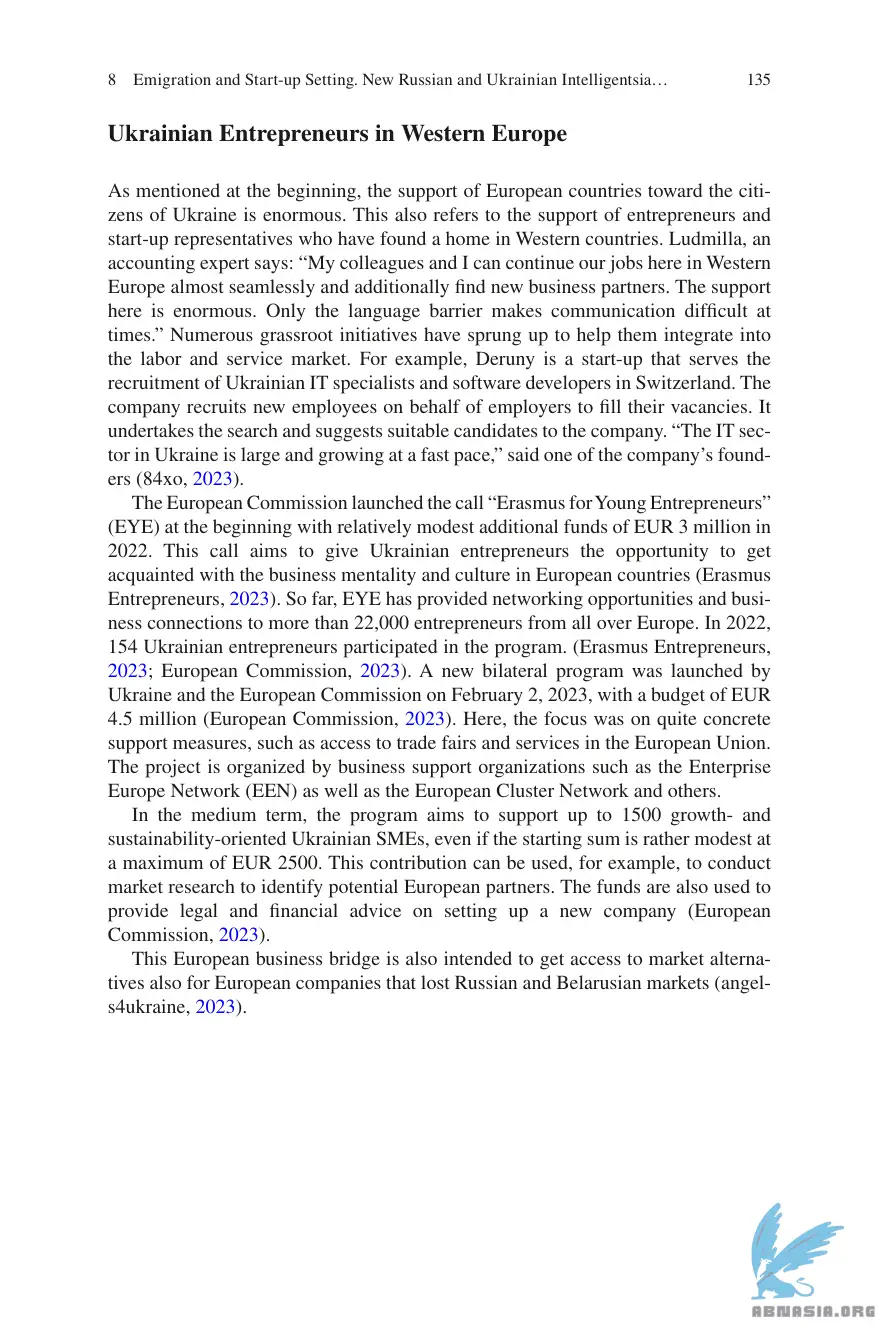 8 Emigration and Start-up Setting. New Russian and Ukrainian Intelligentsia… 135
Ukrainian Entrepreneurs in Western Europe
As mentioned at the beginning, the support of European countries toward the citi-
zens of Ukraine is enormous. This also refers to the support of entrepreneurs and
start-up representatives who have found a home in Western countries. Ludmilla, an
accounting expert says: “My colleagues and I can continue our jobs here in Western
Europe almost seamlessly and additionally find new business partners. The support
here is enormous. Only the language barrier makes communication difficult at
times.” Numerous grassroot initiatives have sprung up to help them integrate into
the labor and service market. For example, Deruny is a start-up that serves the
recruitment of Ukrainian IT specialists and software developers in Switzerland. The
company recruits new employees on behalf of employers to fill their vacancies. It
undertakes the search and suggests suitable candidates to the company. “The IT sec-
tor in Ukraine is large and growing at a fast pace,” said one of the company’s found-
ers (84xo, 2023).
The European Commission launched the call “Erasmus for Young Entrepreneurs”
(EYE) at the beginning with relatively modest additional funds of EUR 3 million in
2022. This call aims to give Ukrainian entrepreneurs the opportunity to get
acquainted with the business mentality and culture in European countries (Erasmus
Entrepreneurs, 2023). So far, EYE has provided networking opportunities and busi-
ness connections to more than 22,000 entrepreneurs from all over Europe. In 2022,
154 Ukrainian entrepreneurs participated in the program. (Erasmus Entrepreneurs,
2023; European Commission, 2023). A new bilateral program was launched by
Ukraine and the European Commission on February 2, 2023, with a budget of EUR
4.5 million (European Commission, 2023). Here, the focus was on quite concrete
support measures, such as access to trade fairs and services in the European Union.
The project is organized by business support organizations such as the Enterprise
Europe Network (EEN) as well as the European Cluster Network and others.
In the medium term, the program aims to support up to 1500 growth- and
sustainability-oriented Ukrainian SMEs, even if the starting sum is rather modest at
a maximum of EUR 2500. This contribution can be used, for example, to conduct
market research to identify potential European partners. The funds are also used to
provide legal and financial advice on setting up a new company (European
Commission, 2023).
This European business bridge is also intended to get access to market alterna-
tives also for European companies that lost Russian and Belarusian markets (angel-
s4ukraine, 2023).
ABNASIA.ORG